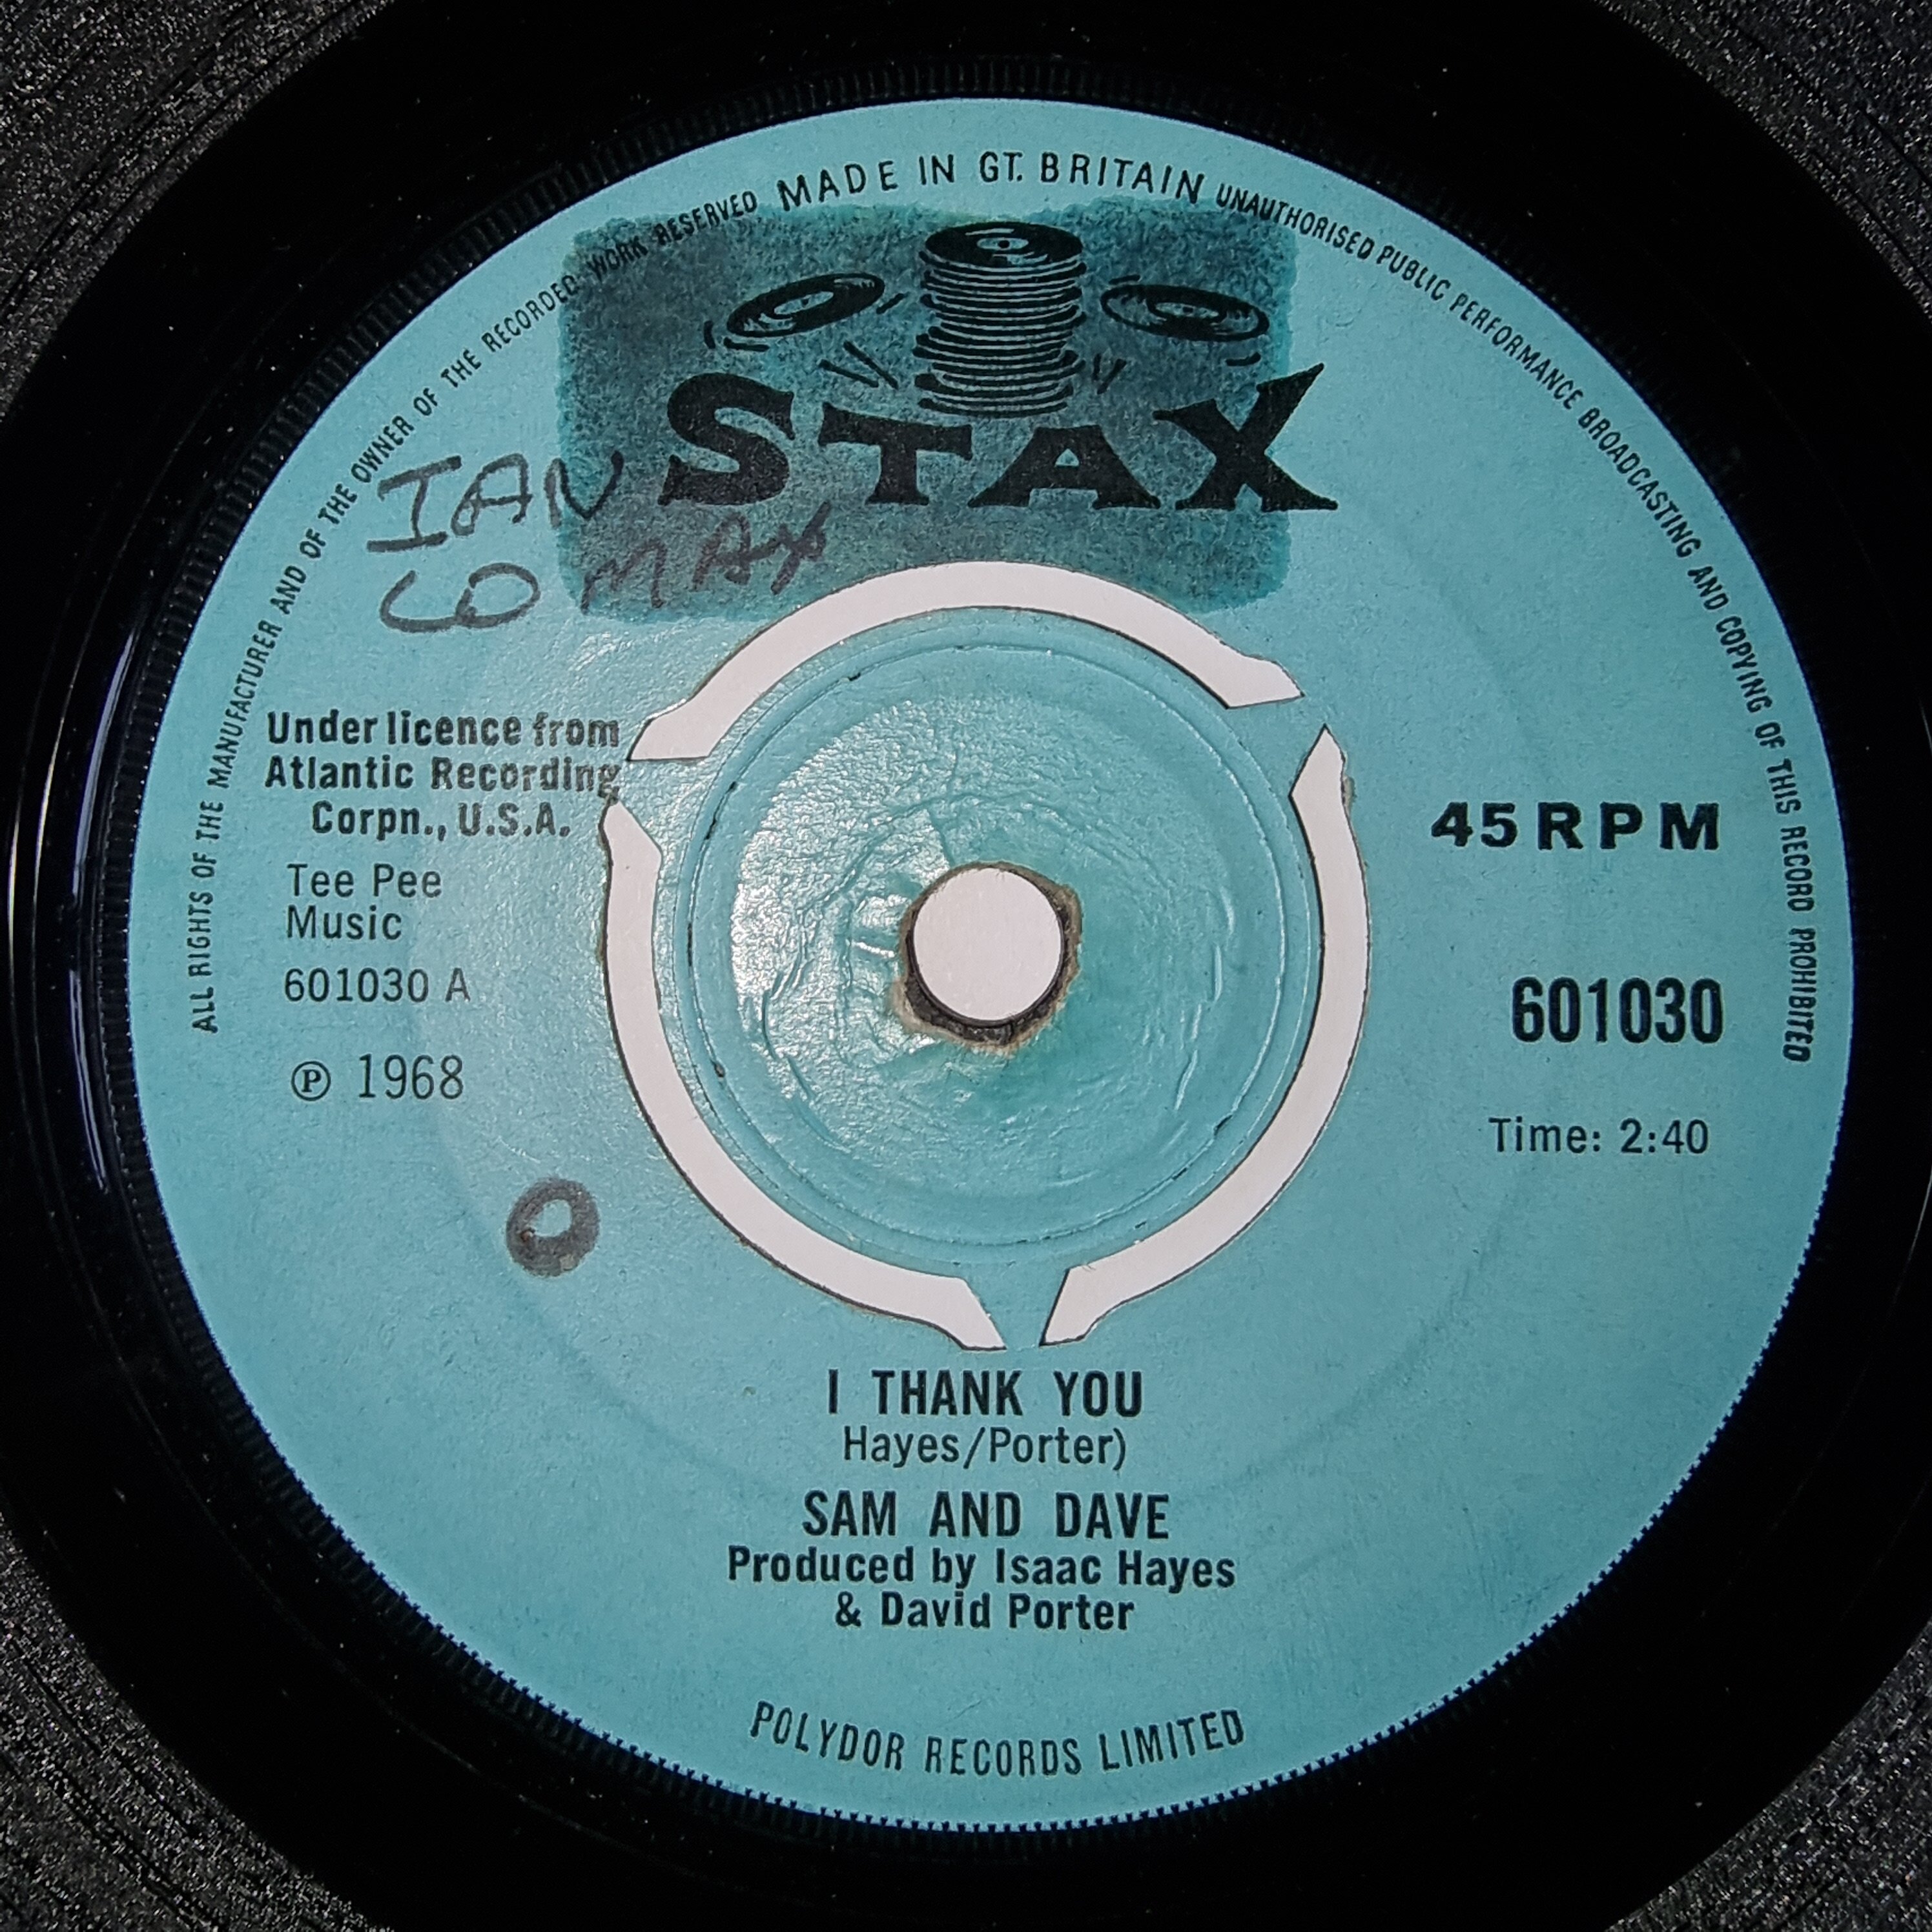 ALL RIGHTS OF THE MANUFACTURER AND OF THE OWNER OF THE RECORDED WORK RESERVED MADE IN GT. BRITAIN UNAUTHORISED PUBLIC PERFORMANCE BROADCASTING AND COPYING OF THIS RECORD PROHIBITED
STAX
IAN
LOMAX
Under licence from
Atlantic Recording
Corpn., U.S.A.
Tee Pee
Music
601030 A
℗ 1968
45 RPM
601030
Time: 2:40
O
I THANK YOU
Hayes/Porter)
SAM AND DAVE
Produced by Isaac Hayes
& David Porter
POLYDOR RECORDS LIMITED